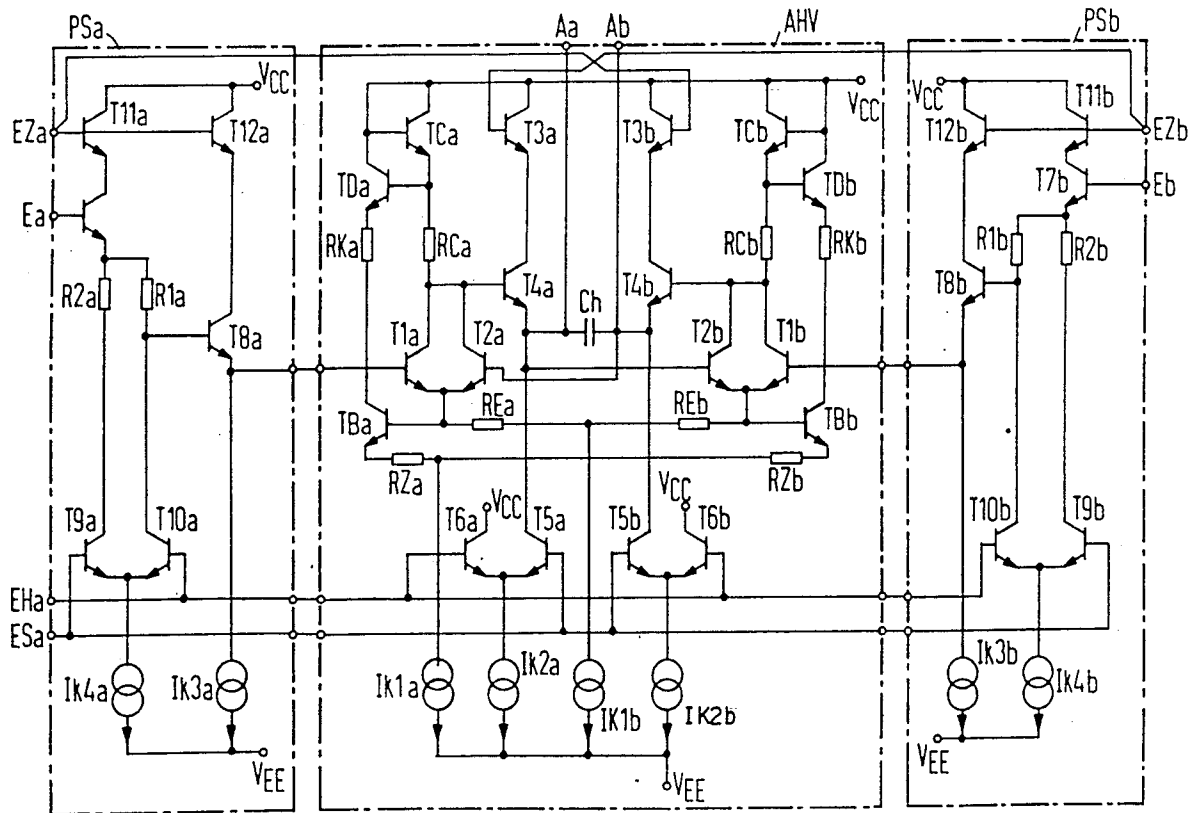 PSa
Aa
Ab
AHV
PSb
VCC
T11a
T12a
EZa
Ea
R2a
R1a
T8a
T9a
T10a
EHa
ESa
Ik4a
Ik3a
VEE
VCC
TCa
T3a
T3b
TCb
TDa
TDb
RKa
RCa
RCb
RKb
T4a
T4b
Ch
T1a
T2a
T2b
T1b
TBa
REa
REb
TBb
RZa
RZb
VCC
VCC
T6a
T5a
T5b
T6b
Ik1a
Ik2a
IK1b
IK2b
VEE
VCC
T11b
T12b
EZb
T7b
Eb
R1b
R2b
T8b
T10b
T9b
Ik3b
Ik4b
VEE